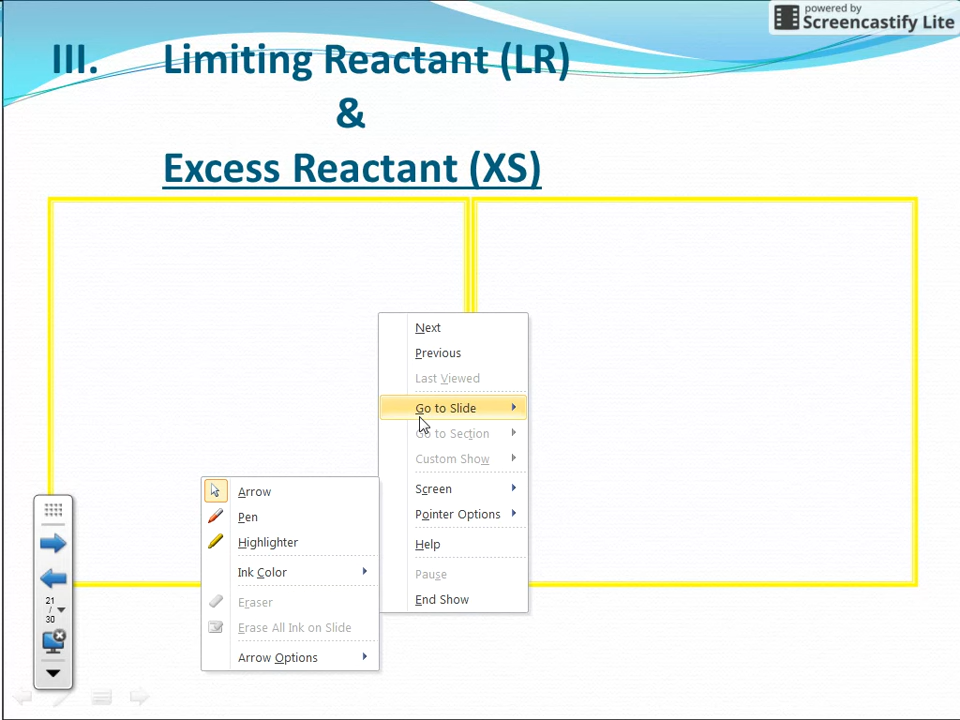 powered by
Screencastify Lite
III. Limiting Reactant (LR)
&
Excess Reactant (XS)
Next
Previous
Last Viewed
Go to Slide
Go to Section
Custom Show
Screen
Pointer Options
Help
Pause
End Show
Arrow
Pen
Highlighter
Ink Color
Eraser
Erase All Ink on Slide
Arrow Options
21
/
30